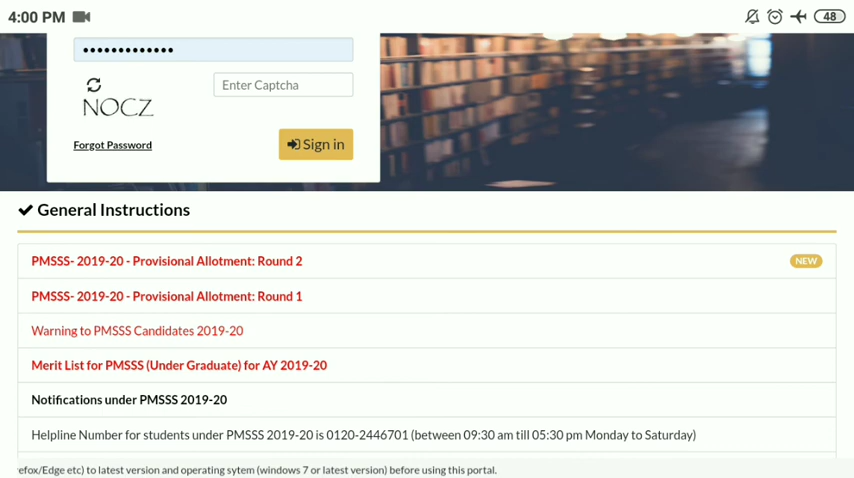 4:00 PM 48
•••••••••••••
NOCZ Enter Captcha
Forgot Password Sign in
General Instructions
PMSSS- 2019-20 - Provisional Allotment: Round 2 NEW
PMSSS- 2019-20 - Provisional Allotment: Round 1
Warning to PMSSS Candidates 2019-20
Merit List for PMSSS (Under Graduate) for AY 2019-20
Notifications under PMSSS 2019-20
Helpline Number for students under PMSSS 2019-20 is 0120-2446701 (between 09:30 am till 05:30 pm Monday to Saturday)
efox/Edge etc) to latest version and operating sytem (windows 7 or latest version) before using this portal.